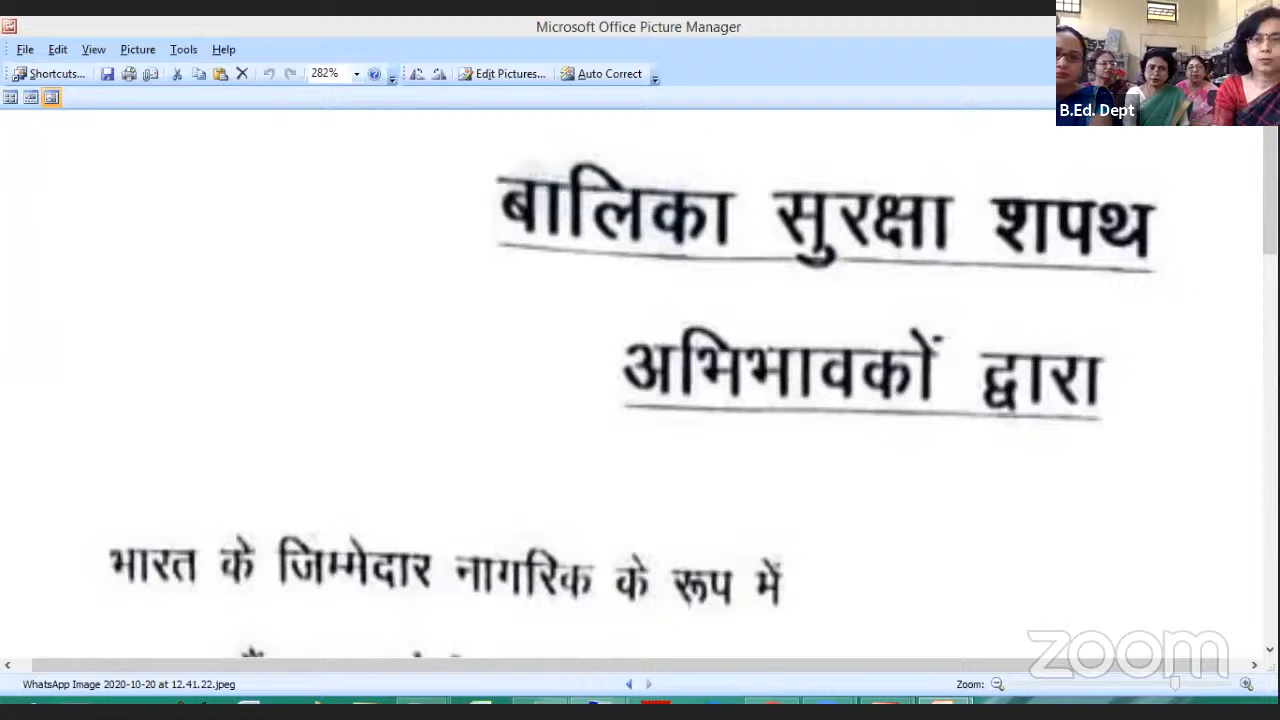 Microsoft Office Picture Manager
File Edit View Picture Tools Help
Shortcuts... 282% Edit Pictures... Auto Correct
B.Ed. Dept
बालिका सुरक्षा शपथ
अभिभावकों द्वारा
भारत के जिम्मेदार नागरिक के रूप में
zoom
WhatsApp Image 2020-10-20 at 12.41.22.jpeg Zoom: